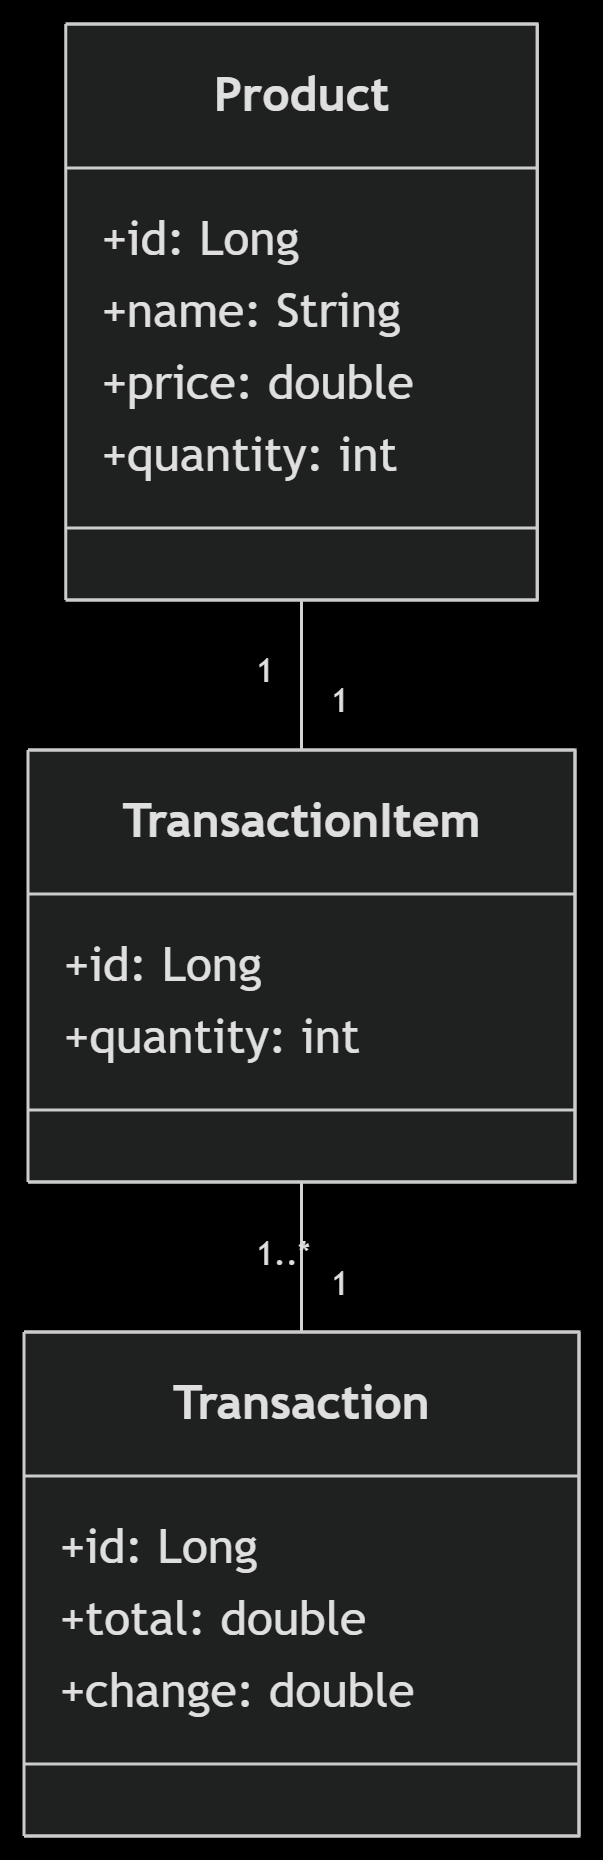 Product
+id: Long
+name: String
+price: double
+quantity: int
1
1
TransactionItem
+id: Long
+quantity: int
1..*
1
Transaction
+id: Long
+total: double
+change: double